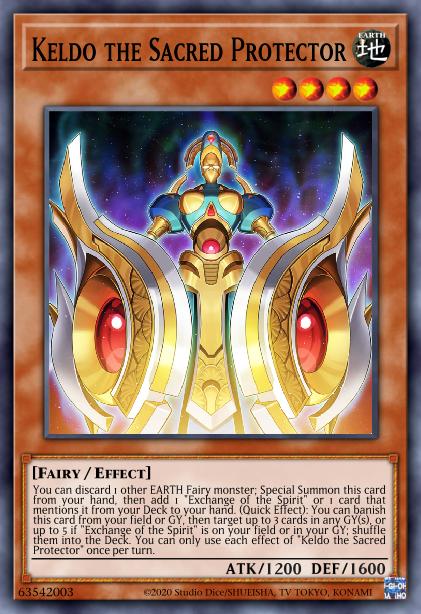 KELDO THE SACRED PROTECTOR
EARTH
地
[FAIRY / EFFECT]
You can discard 1 other EARTH Fairy monster; Special Summon this card
from your hand, then add 1 "Exchange of the Spirit" or 1 card that
mentions it from your Deck to your hand. (Quick Effect): You can banish
this card from your field or GY, then target up to 3 cards in any GY(s), or
up to 5 if "Exchange of the Spirit" is on your field or in your GY; shuffle
them into the Deck. You can only use each effect of "Keldo the Sacred
Protector" once per turn.
ATK/1200 DEF/1600
63542003
©2020 Studio Dice/SHUEISHA, TV TOKYO, KONAMI